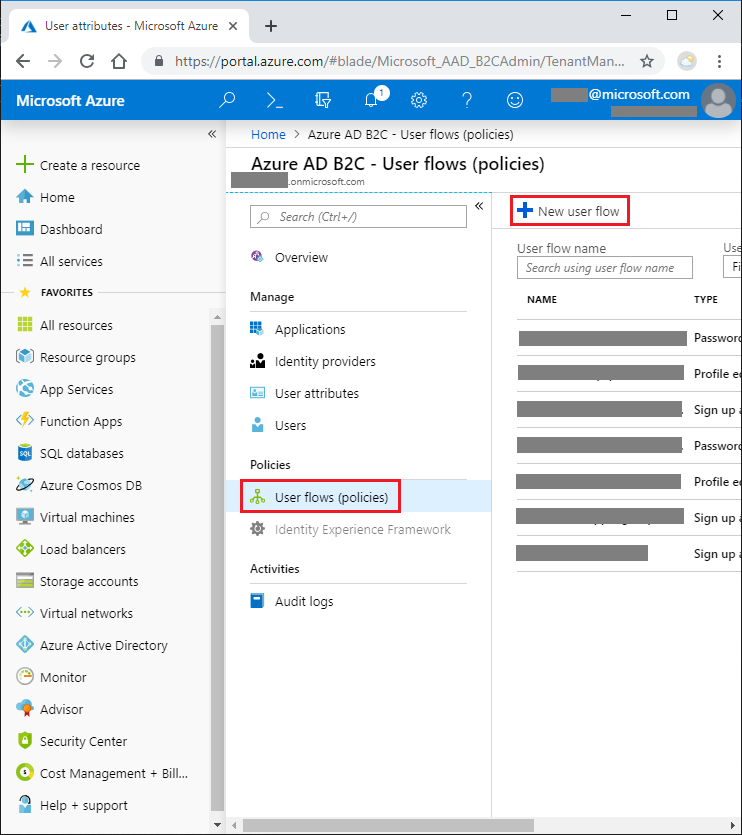 User attributes - Microsoft Azure
https://portal.azure.com/#blade/Microsoft_AAD_B2CAdmin/TenantMan...
Microsoft Azure
1
@microsoft.com
Home > Azure AD B2C - User flows (policies)
Azure AD B2C - User flows (policies)
.onmicrosoft.com
Create a resource
Home
Dashboard
All services
FAVORITES
All resources
Resource groups
App Services
Function Apps
SQL databases
Azure Cosmos DB
Virtual machines
Load balancers
Storage accounts
Virtual networks
Azure Active Directory
Monitor
Advisor
Security Center
Cost Management + Bill...
Help + support
Search (Ctrl+/)
Overview
Manage
Applications
Identity providers
User attributes
Users
Policies
User flows (policies)
Identity Experience Framework
Activities
Audit logs
New user flow
User flow name
Use
Search using user flow name
Fi
NAME TYPE
Password
Profile ed
Sign up a
Password
Profile ed
Sign up a
Sign up a